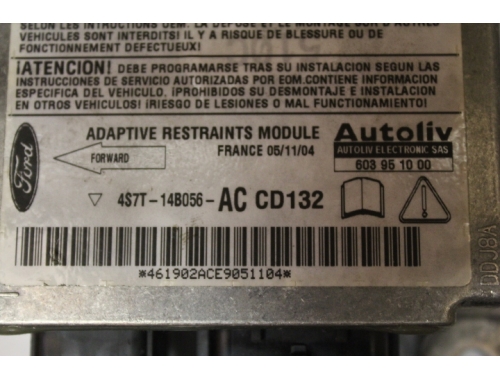 SELON LES INSTRUCTIONS OEM. LA DEPOSE ET LE MONTAGE SUR D'AUTRES
VEHICULES SONT INTERDITS! IL Y A RISQUE DE BLESSURE OU DE
FONCTIONNEMENT DEFECTUEUX!
¡ATENCION! DEBE PROGRAMARSE TRAS SU INSTALACION SEGUN LAS
INSTRUCCIONES DE SERVICIO AUTORIZADAS POR EOM.CONTIENE INFORMACION
ESPECIFICA DEL VEHICULO. ¡PROHIBIDOS SU DESMONTAJE E INSTALACION
EN OTROS VEHICULOS! ¡RIESGO DE LESIONES O MAL FUNCIONAMIENTO!
Ford
FORWARD
ADAPTIVE RESTRAINTS MODULE
FRANCE 05/11/04
Autoliv
AUTOLIV ELECTRONIC SAS
603 95 10 00
4S7T-14B056-AC CD132
*461902ACE9051104*
DDJ8A